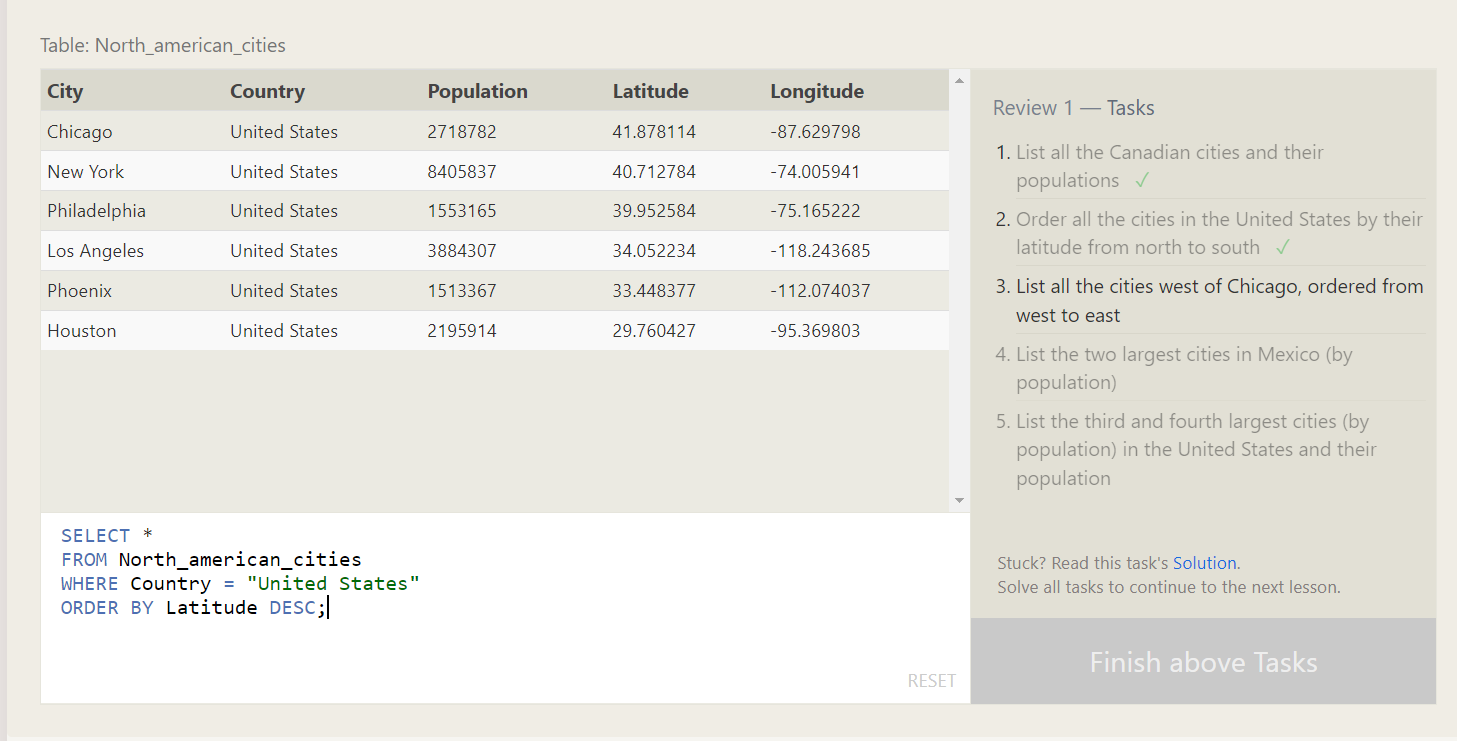 Table: North_american_cities
City Country Population Latitude Longitude
Chicago United States 2718782 41.878114 -87.629798
New York United States 8405837 40.712784 -74.005941
Philadelphia United States 1553165 39.952584 -75.165222
Los Angeles United States 3884307 34.052234 -118.243685
Phoenix United States 1513367 33.448377 -112.074037
Houston United States 2195914 29.760427 -95.369803
SELECT *
FROM North_american_cities
WHERE Country = "United States"
ORDER BY Latitude DESC;
RESET
Review 1 — Tasks
1. List all the Canadian cities and their
populations ✓
2. Order all the cities in the United States by their
latitude from north to south ✓
3. List all the cities west of Chicago, ordered from
west to east
4. List the two largest cities in Mexico (by
population)
5. List the third and fourth largest cities (by
population) in the United States and their
population
Stuck? Read this task's Solution.
Solve all tasks to continue to the next lesson.
Finish above Tasks